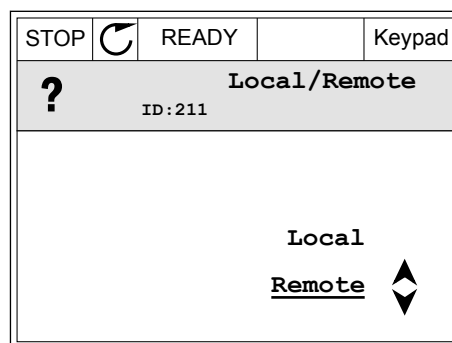 STOP READY Keypad
? Local/Remote
ID:211
Local
Remote